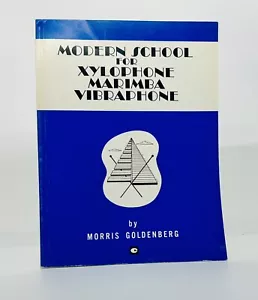 MODERN SCHOOL
FOR
XYLOPHONE
MARIMBA
VIBRAPHONE
by
MORRIS GOLDENBERG